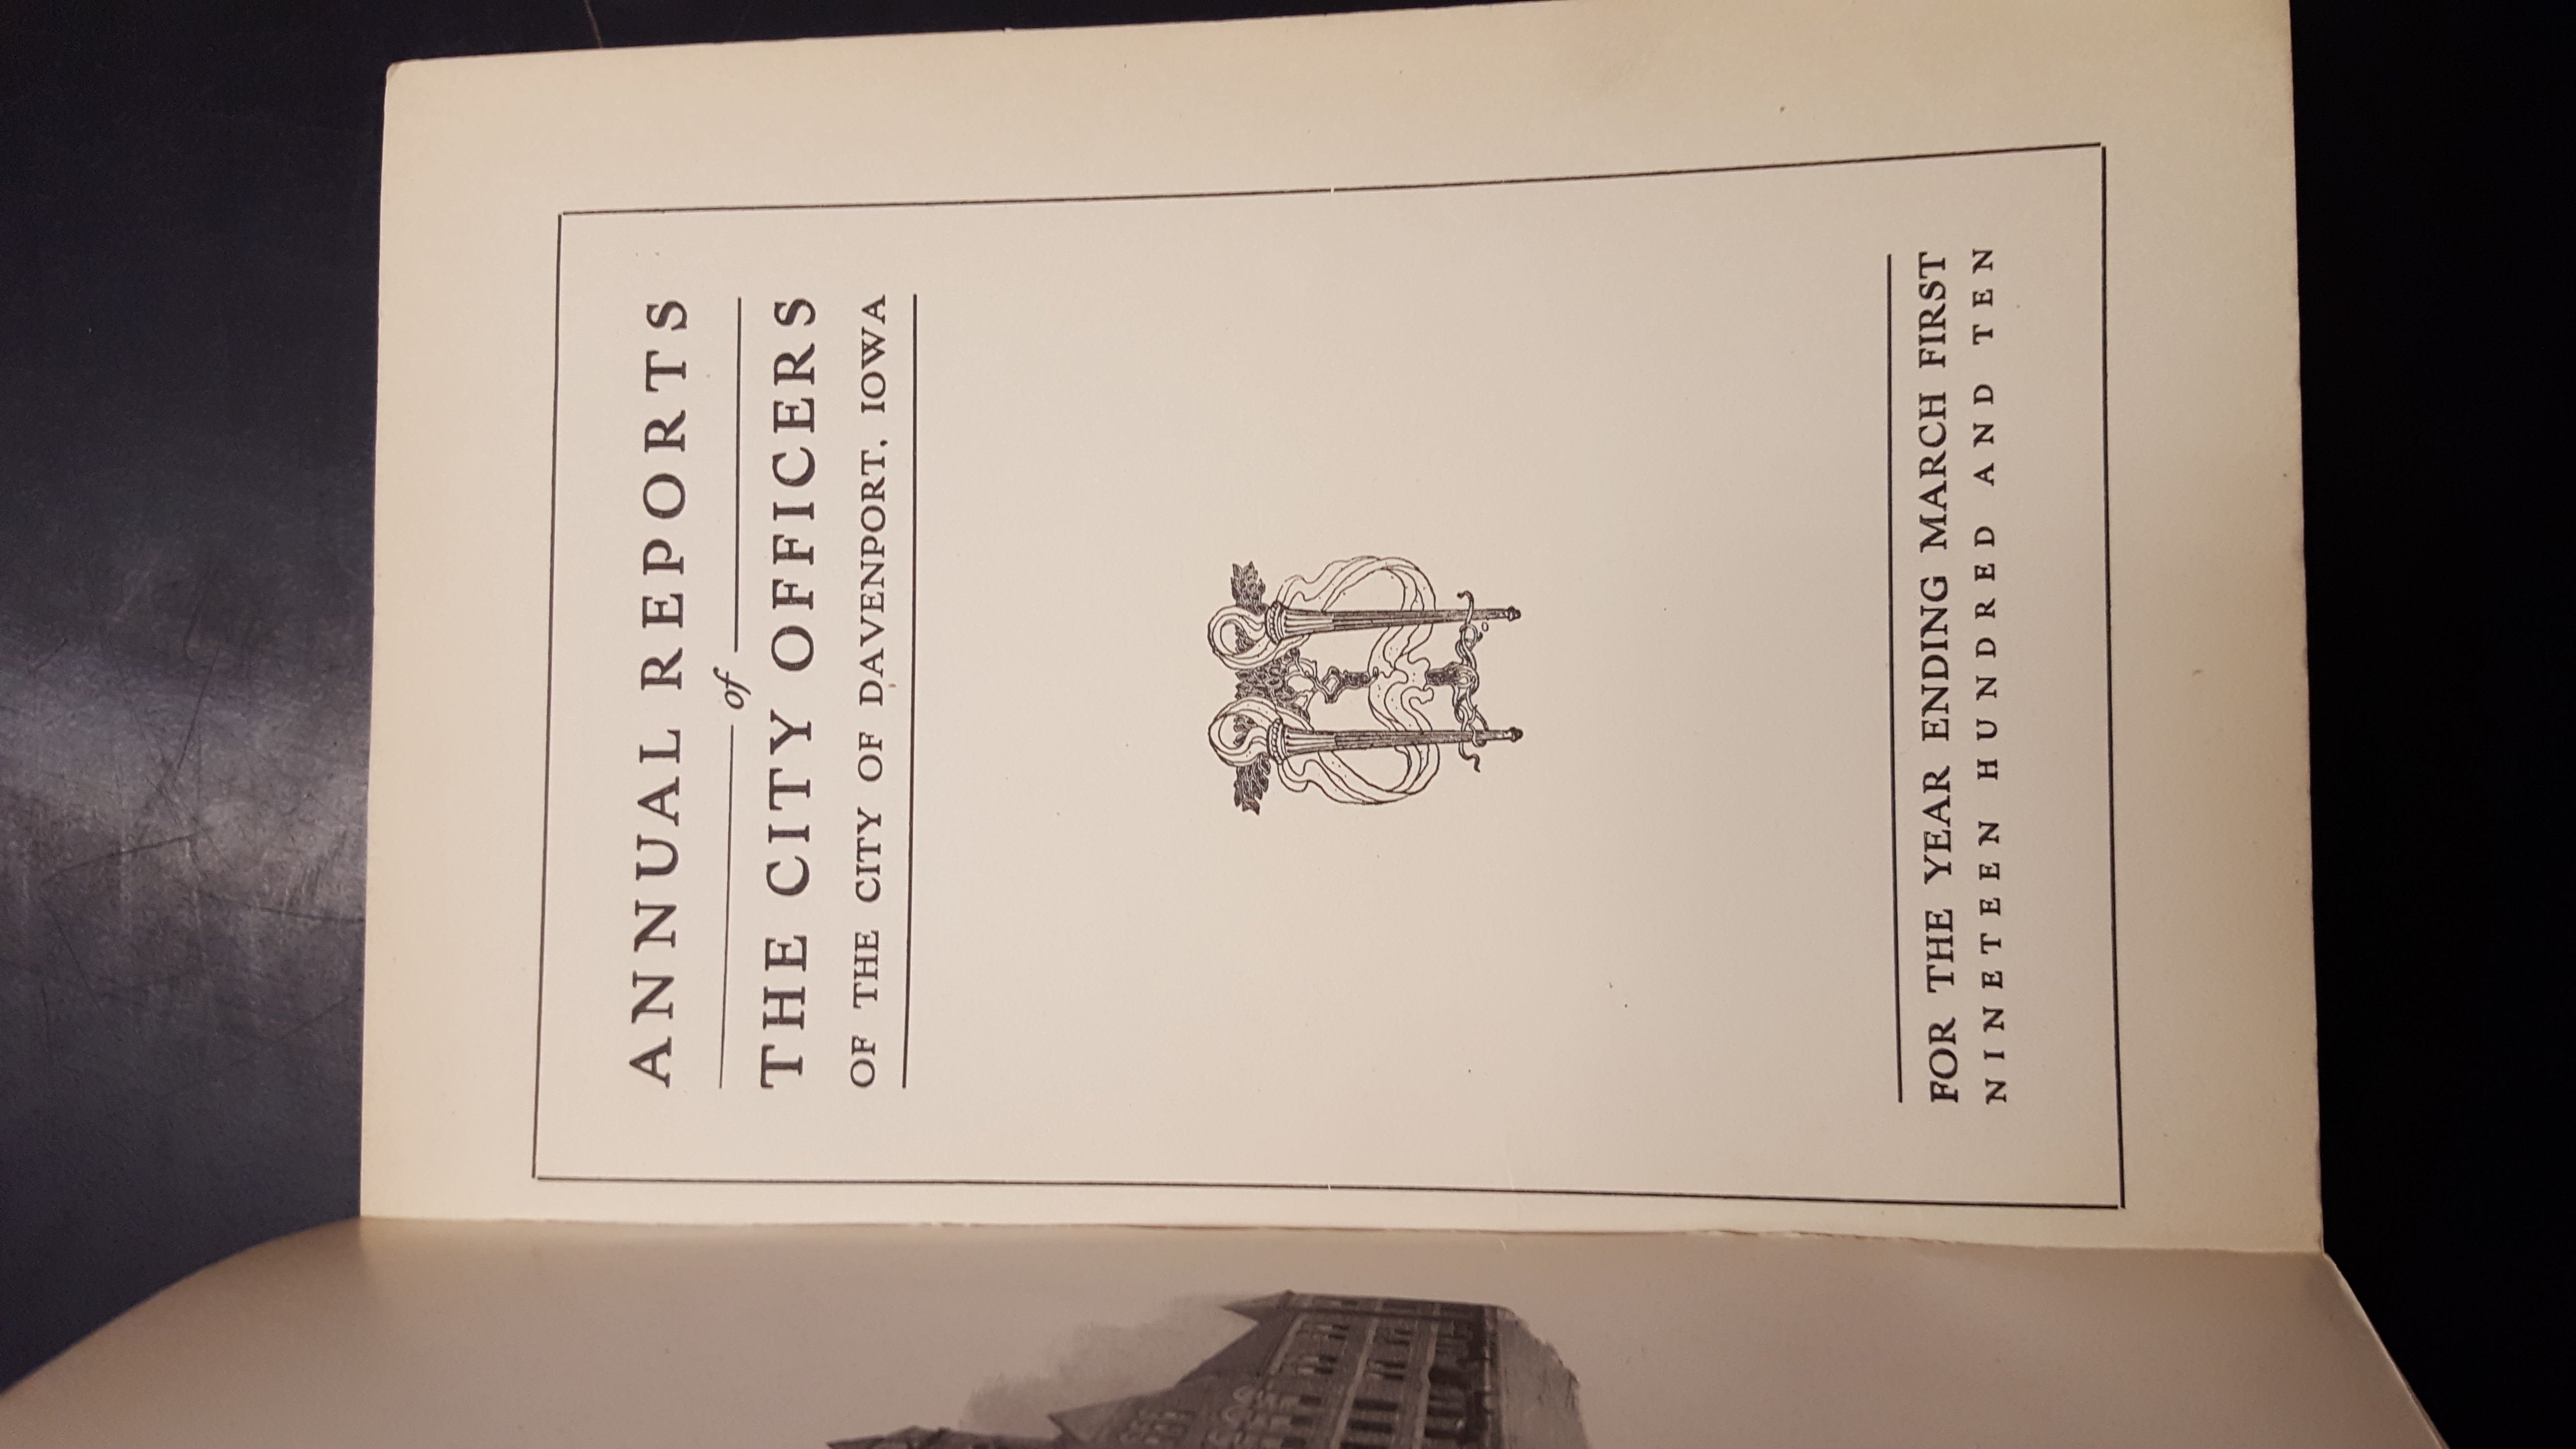 ANNUAL REPORTS
of
THE CITY OFFICERS
OF THE CITY OF DAVENPORT, IOWA
FOR THE YEAR ENDING MARCH FIRST
NINETEEN HUNDRED AND TEN